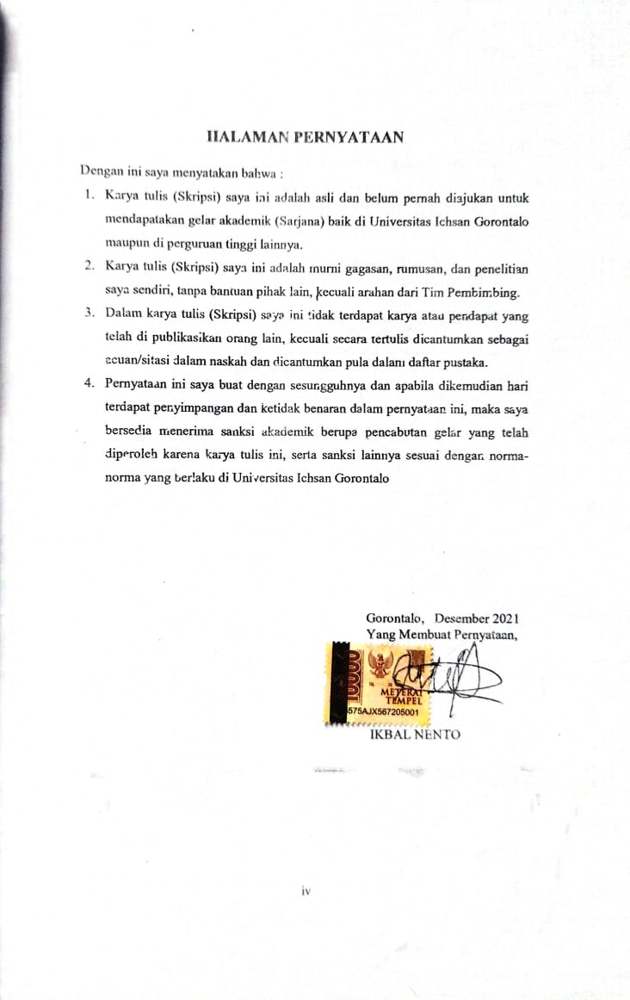 HALAMAN PERNYATAAN
Dengan ini saya menyatakan bahwa :
1. Karya tulis (Skripsi) saya ini adalah asli dan belum pernah diajukan untuk
mendapatakan gelar akademik (Sarjana) baik di Universitas Ichsan Gorontalo
maupun di perguruan tinggi lainnya.
2. Karya tulis (Skripsi) saya ini adalah murni gagasan, rumusan, dan penelitian
saya sendiri, tanpa bantuan pihak lain, kecuali arahan dari Tim Pembimbing.
3. Dalam karya tulis (Skripsi) saya ini tidak terdapat karya atau pendapat yang
telah di publikasikan orang lain, kecuali secara tertulis dicantumkan sebagai
acuan/sitasi dalam naskah dan dicantumkan pula dalam daftar pustaka.
4. Pernyataan ini saya buat dengan sesungguhnya dan apabila dikemudian hari
terdapat penyimpangan dan ketidak benaran dalam pernyataan ini, maka saya
bersedia menerima sanksi akademik berupa pencabutan gelar yang telah
diperoleh karena karya tulis ini, serta sanksi lainnya sesuai dengan norma-
norma yang berlaku di Universitas Ichsan Gorontalo
Gorontalo, Desember 2021
Yang Membuat Pernyataan,
10000
METERAI
TEMPEL
575AJX567205001
IKBAL NENTO
iv